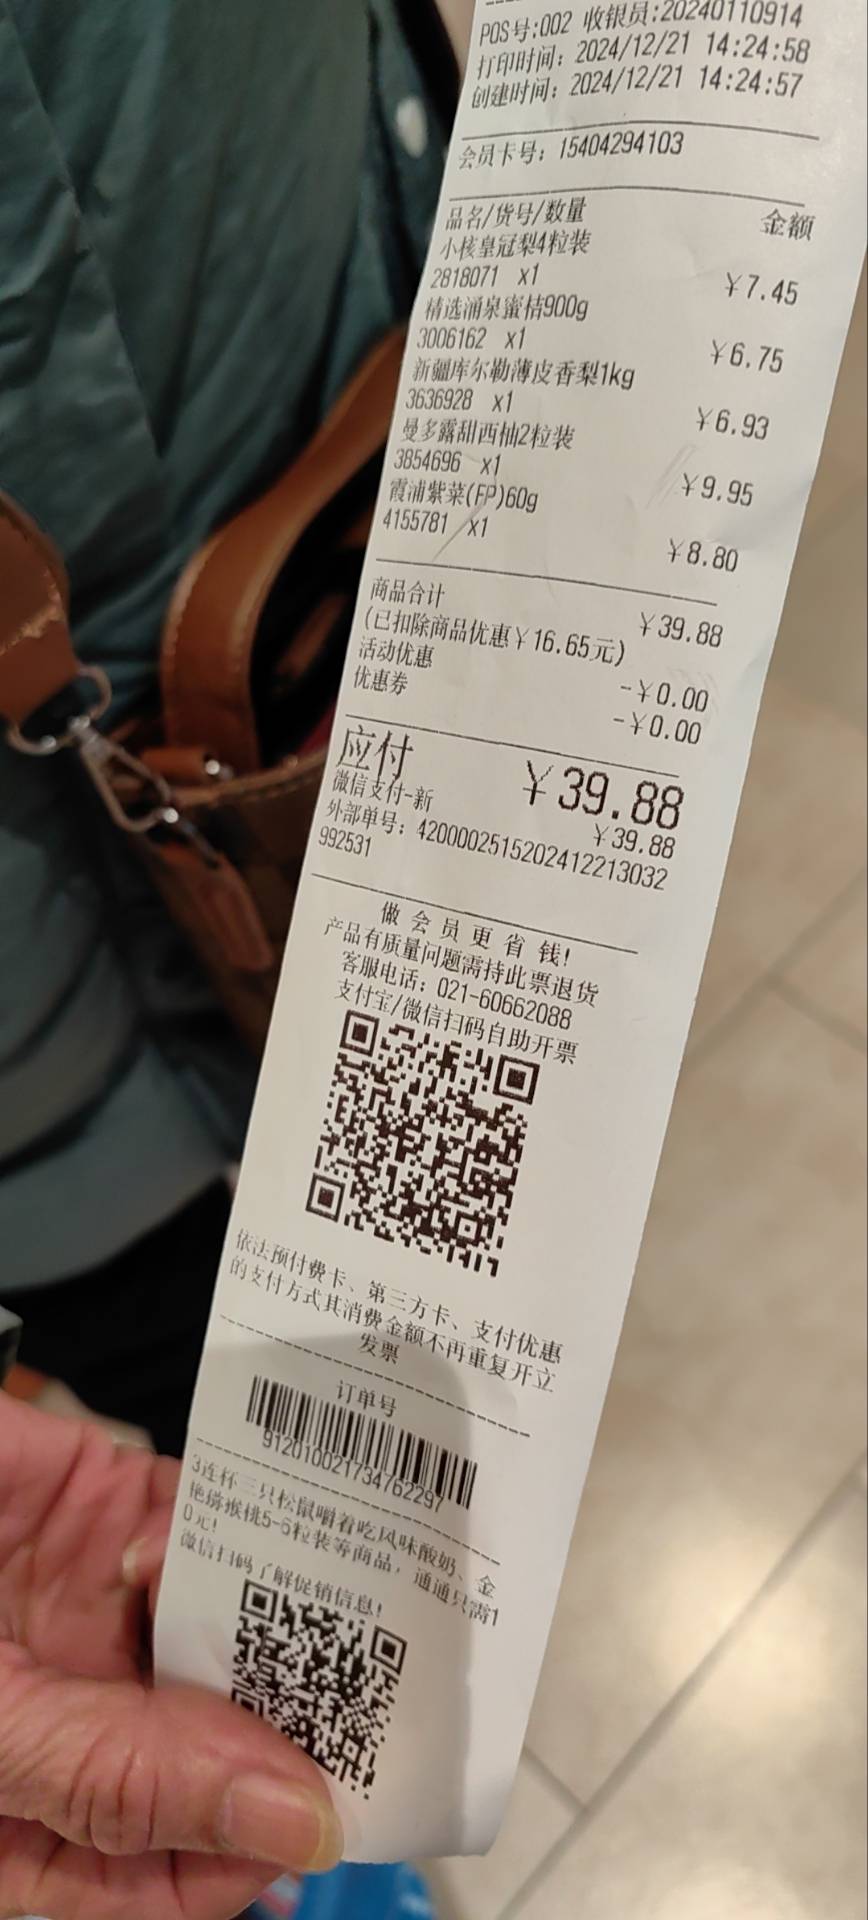 POS号:002 收银员:20240110914
打印时间: 2024/12/21 14:24:58
创建时间: 2024/12/21 14:24:57
会员卡号: 15404294103
品名/货号/数量 金额
小核皇冠梨4粒装
2818071 x1 ¥7.45
精选涌泉蜜桔900g
3006162 x1 ¥6.75
新疆库尔勒薄皮香梨1kg
3636928 x1 ¥6.93
曼多露甜西柚2粒装
3854696 x1 ¥9.95
霞浦紫菜(FP)60g
4155781 x1 ¥8.80
商品合计 ¥39.88
(已扣除商品优惠¥16.65元)
活动优惠 -¥0.00
优惠券 -¥0.00
应付 ¥39.88
微信支付-新 ¥39.88
外部单号: 4200002515202412213032
992531
做会员更省钱!
产品有质量问题需持此票退货
客服电话: 021-60662088
支付宝/微信扫码自助开票
依法预付费卡、第三方卡、支付优惠
的支付方式其消费金额不再重复开立
发票
订单号
912010021734762297
3连杯三只松鼠嚼着吃风味酸奶、金
艳猕猴桃5-6粒装等商品, 通通只需1
0元!
微信扫码了解促销信息!